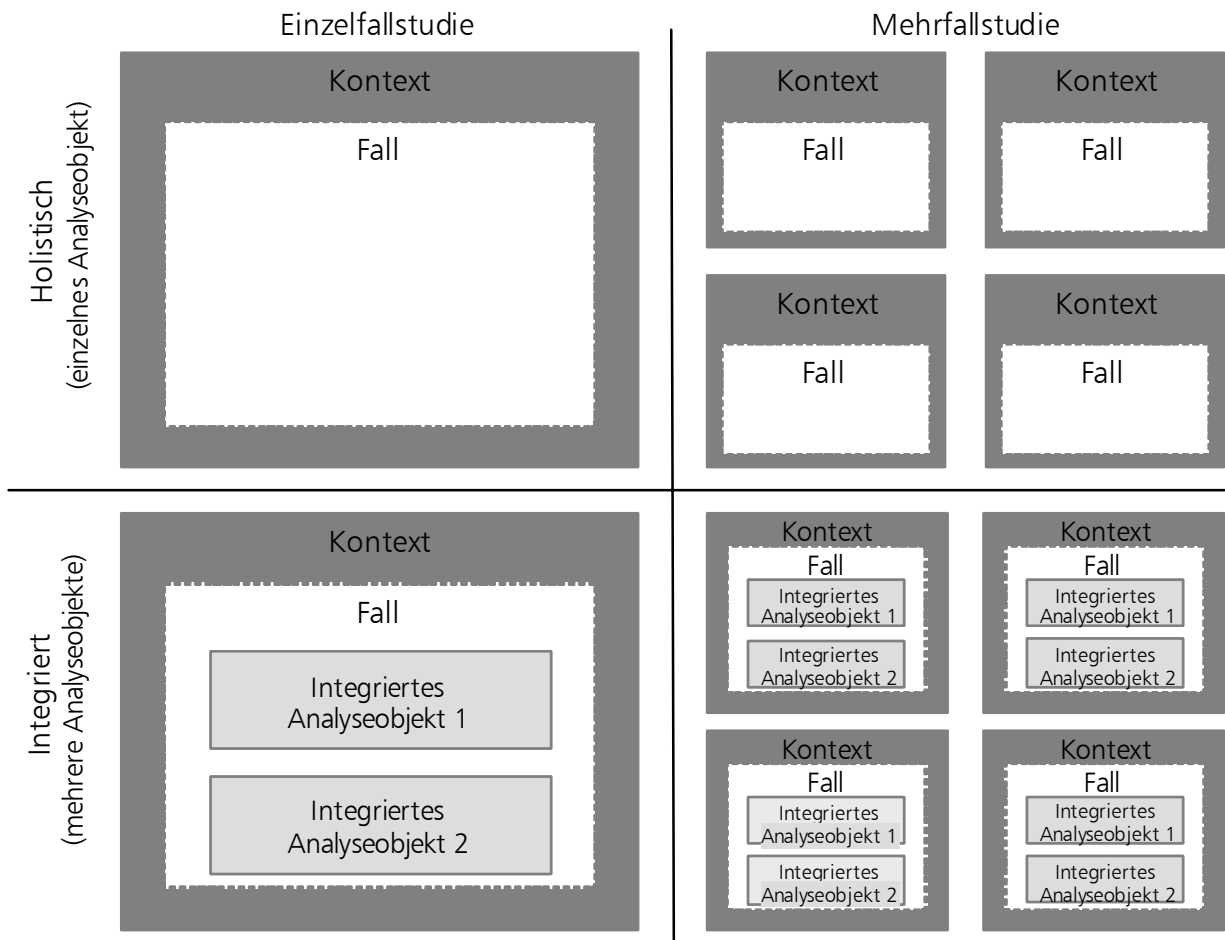 Einzelfallstudie
Mehrfallstudie
Holistisch
(einzelnes Analyseobjekt)
Kontext
Fall
Kontext
Fall
Kontext
Fall
Kontext
Fall
Kontext
Fall
Integriert
(mehrere Analyseobjekte)
Kontext
Fall
Integriertes
Analyseobjekt 1
Integriertes
Analyseobjekt 2
Kontext
Fall
Integriertes
Analyseobjekt 1
Integriertes
Analyseobjekt 2
Kontext
Fall
Integriertes
Analyseobjekt 1
Integriertes
Analyseobjekt 2
Kontext
Fall
Integriertes
Analyseobjekt 1
Integriertes
Analyseobjekt 2
Kontext
Fall
Integriertes
Analyseobjekt 1
Integriertes
Analyseobjekt 2